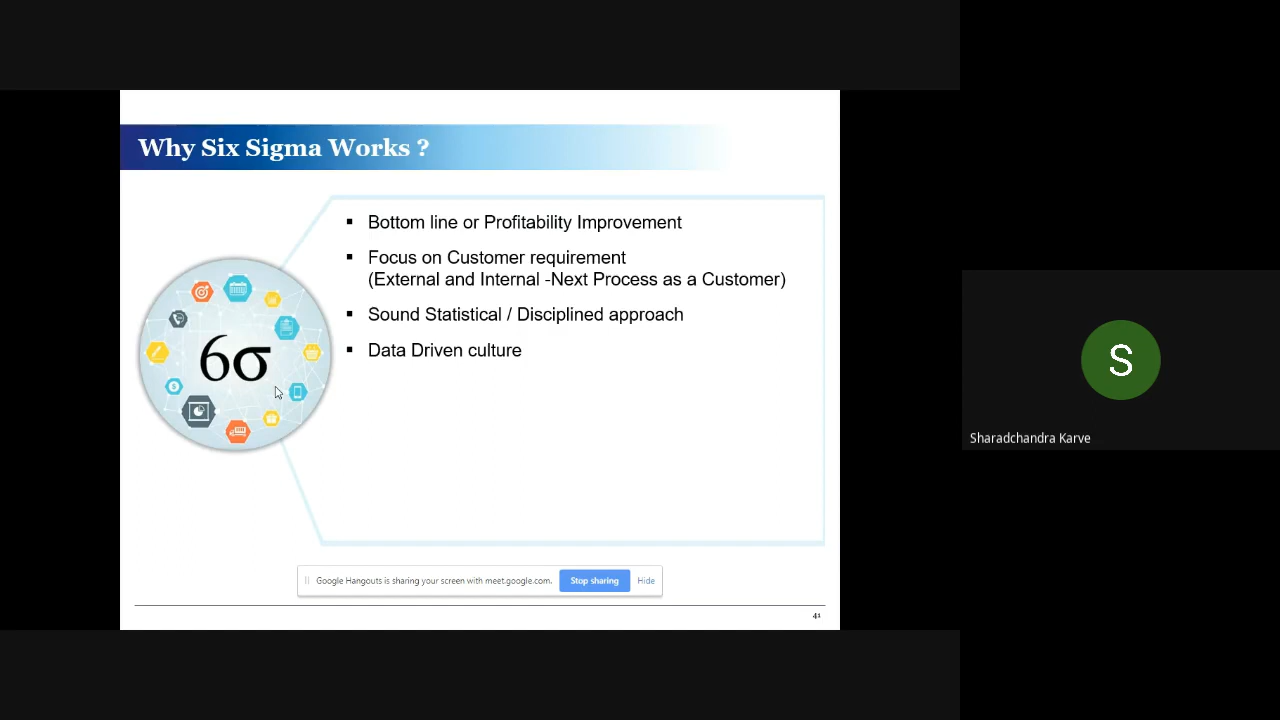 Why Six Sigma Works ?
▪ Bottom line or Profitability Improvement
▪ Focus on Customer requirement
(External and Internal -Next Process as a Customer)
▪ Sound Statistical / Disciplined approach
▪ Data Driven culture
6σ
S
Sharadchandra Karve
Google Hangouts is sharing your screen with meet.google.com. Stop sharing Hide
41